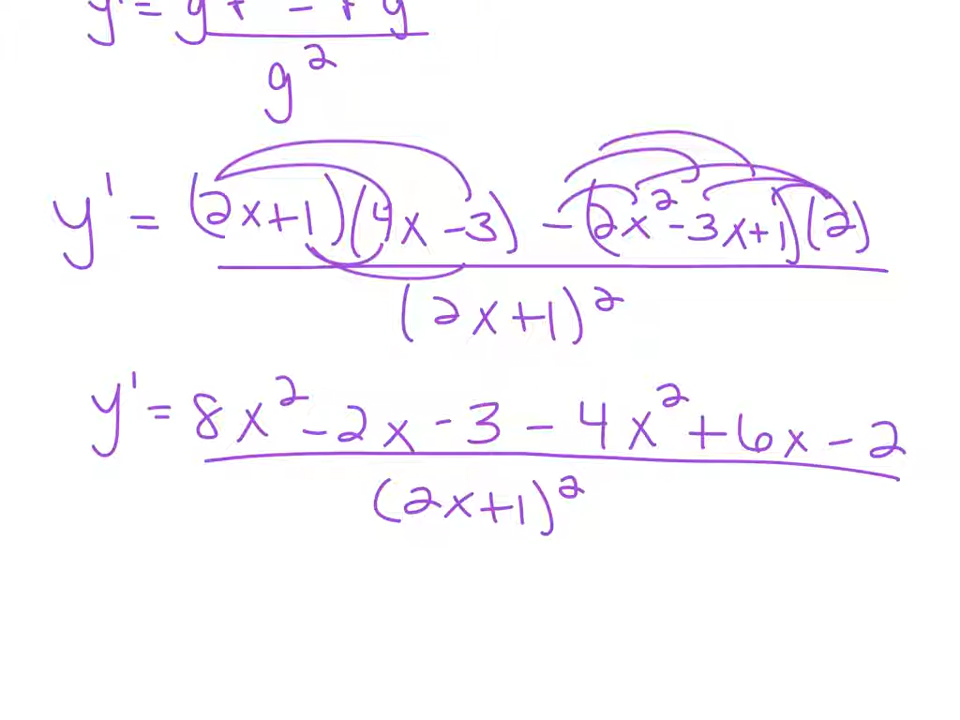 y' =
g²
y' = (2x+1)(4x-3) - (2x²-3x+1)(2)
(2x+1)²
y' = 8x² - 2x - 3 - 4x² + 6x - 2
(2x+1)²